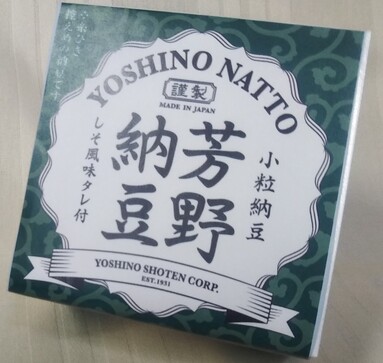 YOSHINO NATTO
謹製
MADE IN JAPAN
芳野
納豆
小粒納豆
しそ風味タレ付
YOSHINO SHOTEN CORP.
EST.1931